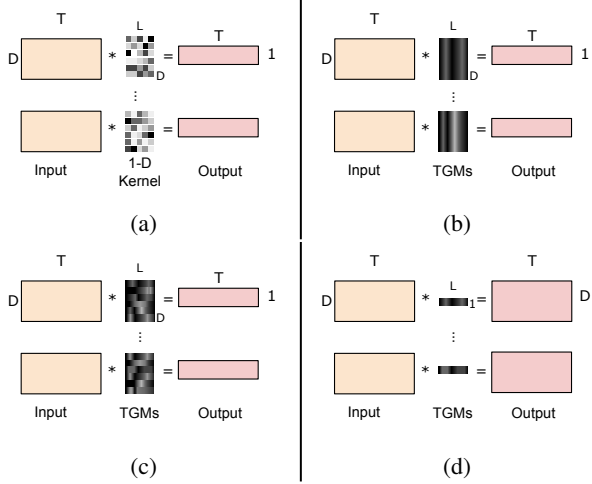 T
L
T
D
*
D
=
1
...
*
=
Input
1-D
Kernel
Output
(a)
T
L
T
D
*
D
=
1
...
*
=
Input
TGMs
Output
(b)
T
L
T
D
*
D
=
1
...
*
=
Input
TGMs
Output
(c)
T
L
T
D
*
1
=
D
...
*
=
Input
TGMs
Output
(d)